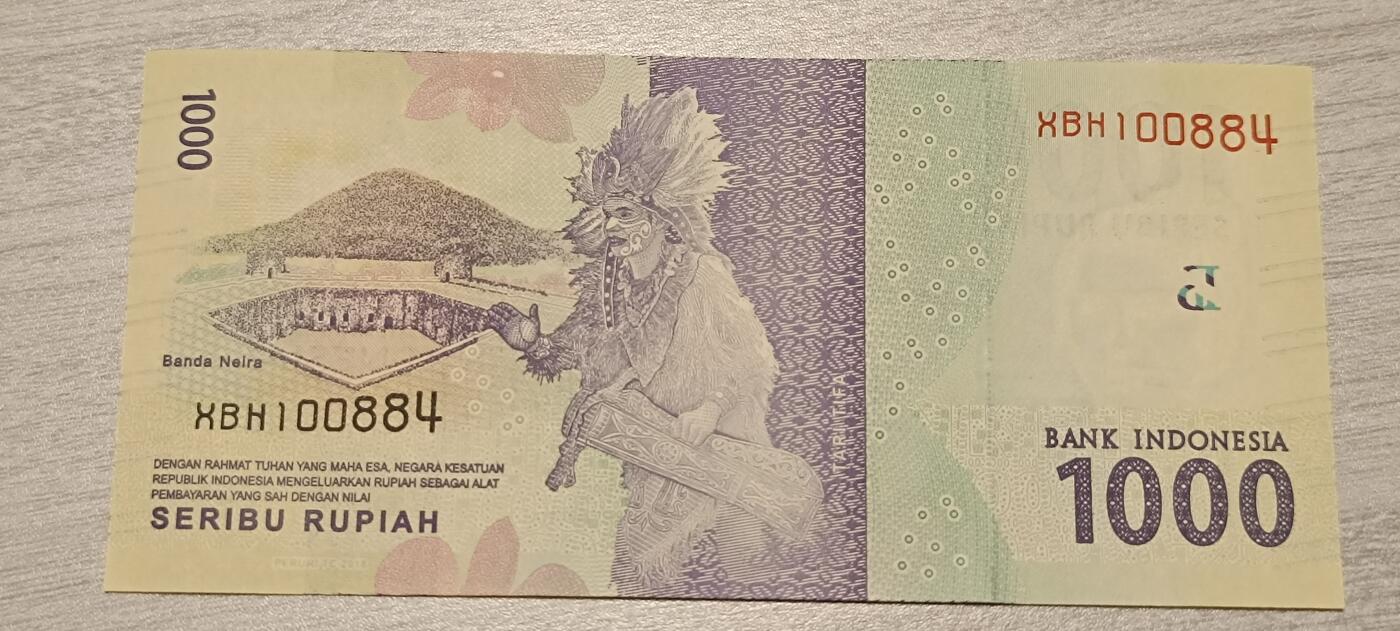 1000
XBH100884
Banda Neira
XBH100884
DENGAN RAHMAT TUHAN YANG MAHA ESA, NEGARA KESATUAN
REPUBLIK INDONESIA MENGELUARKAN RUPIAH SEBAGAI ALAT
PEMBAYARAN YANG SAH DENGAN NILAI
SERIBU RUPIAH
TARI TIFA
BANK INDONESIA
1000